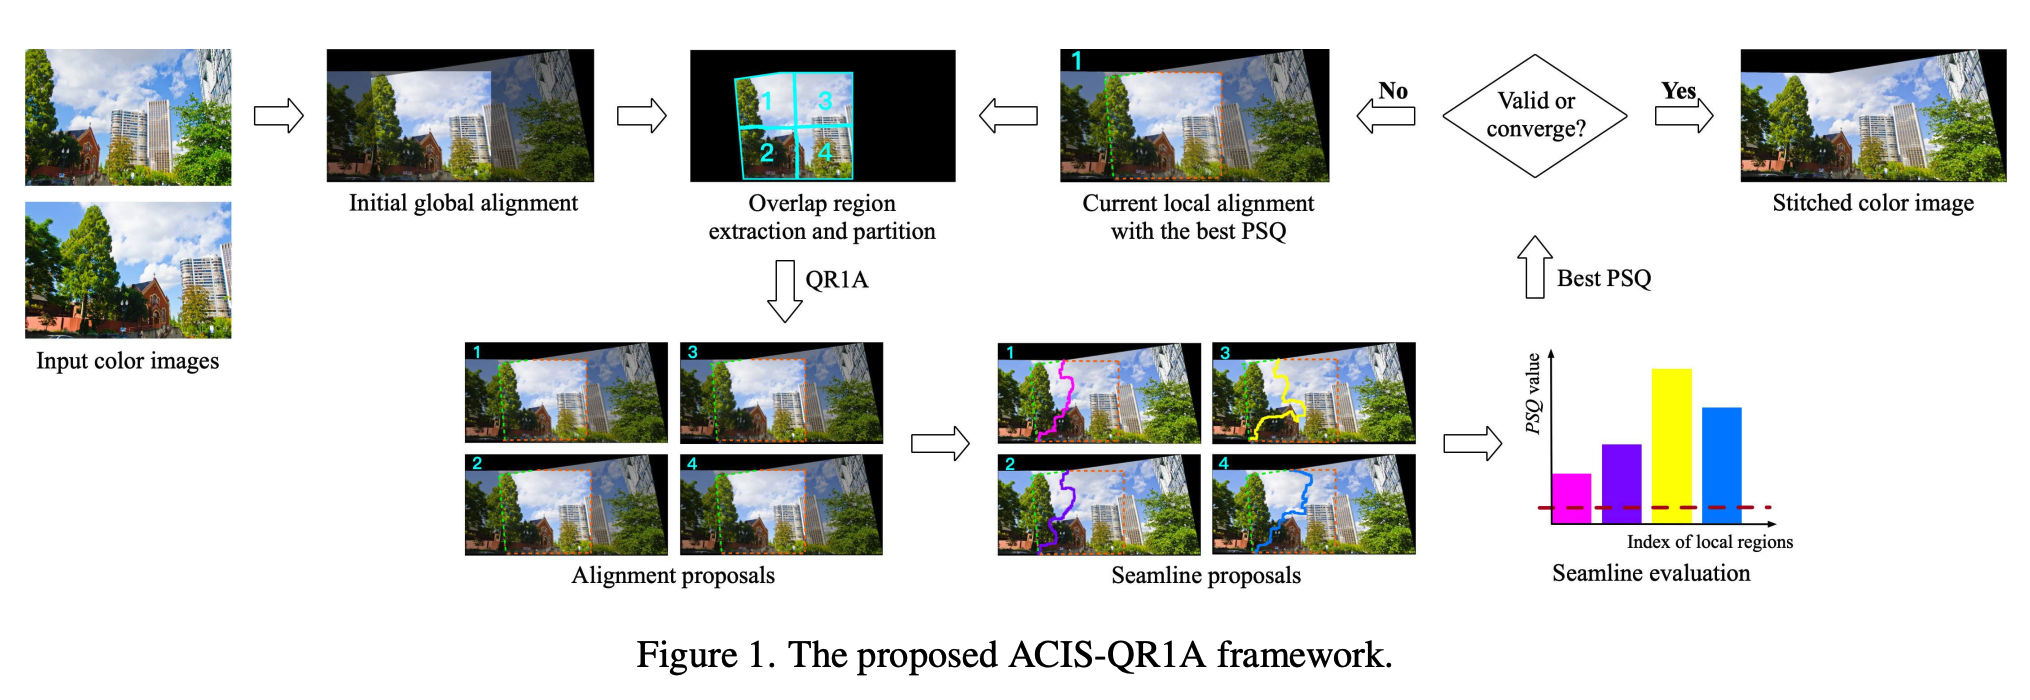 1
No
Valid or
converge?
Yes
1
3
2
4
Initial global alignment
Overlap region
extraction and partition
Current local alignment
with the best PSQ
Stitched color image
QR1A
Best PSQ
Input color images
1
3
2
4
Alignment proposals
1
3
2
4
Seamline proposals
PSQ value
Index of local regions
Seamline evaluation
Figure 1. The proposed ACIS-QR1A framework.